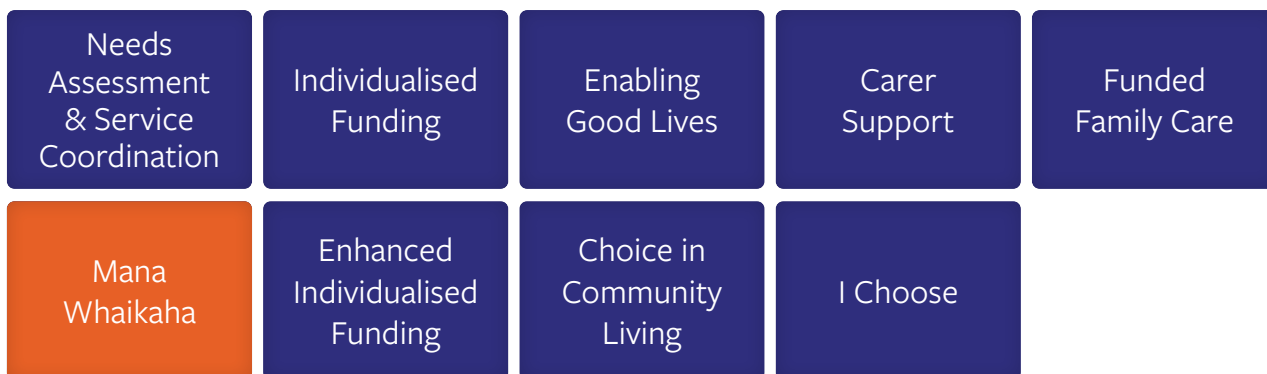 Needs
Assessment
& Service
Coordination
Individualised
Funding
Enabling
Good Lives
Carer
Support
Funded
Family Care
Mana
Whaikaha
Enhanced
Individualised
Funding
Choice in
Community
Living
I Choose